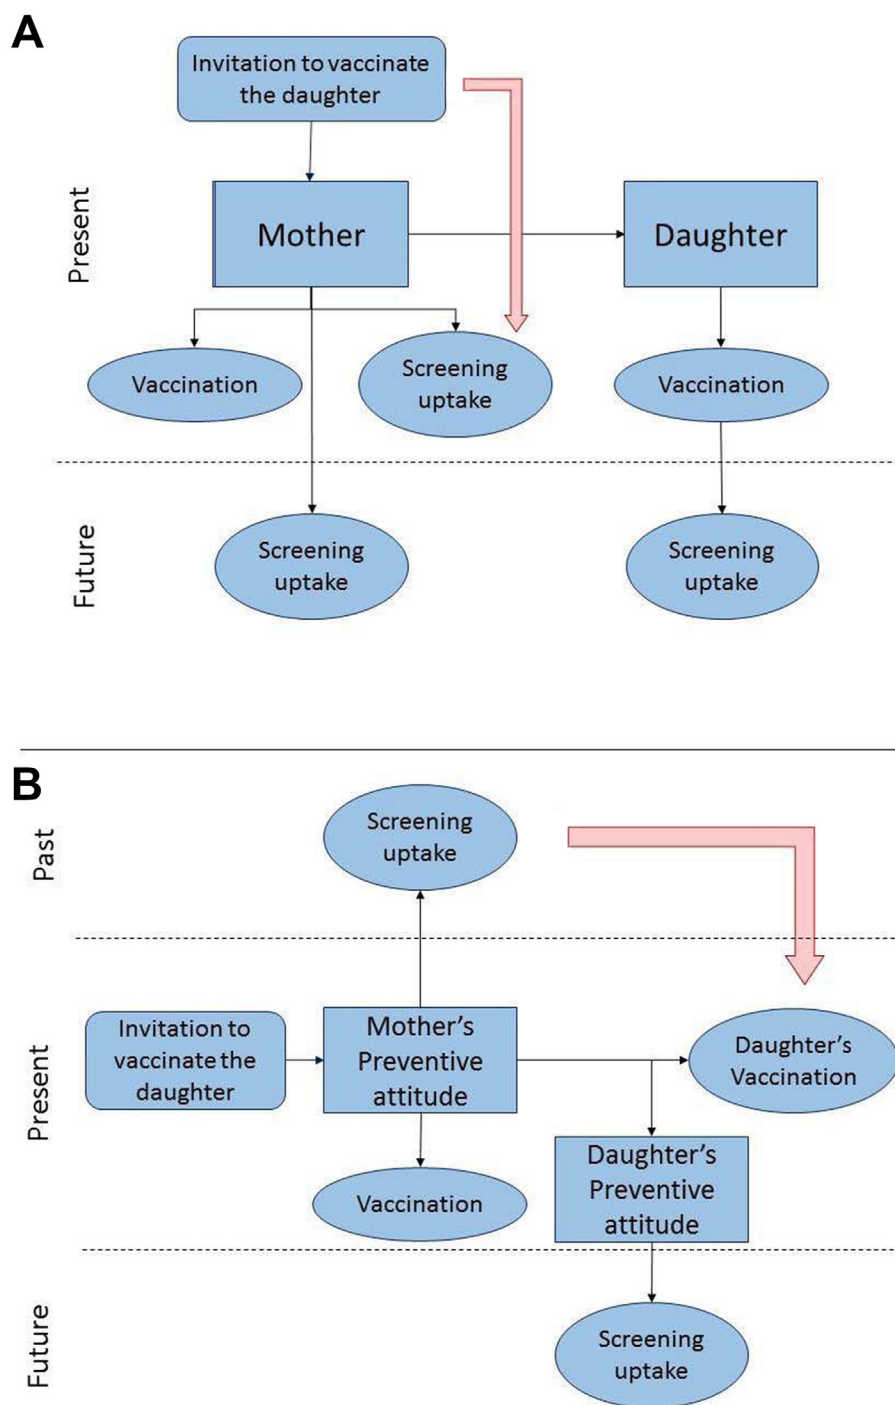 A
Invitation to vaccinate
the daughter
Present
Mother
Daughter
Vaccination
Screening
uptake
Vaccination
Future
Screening
uptake
Screening
uptake
B
Past
Screening
uptake
Present
Invitation to
vaccinate the
daughter
Mother's
Preventive
attitude
Daughter's
Vaccination
Vaccination
Daughter's
Preventive
attitude
Future
Screening
uptake